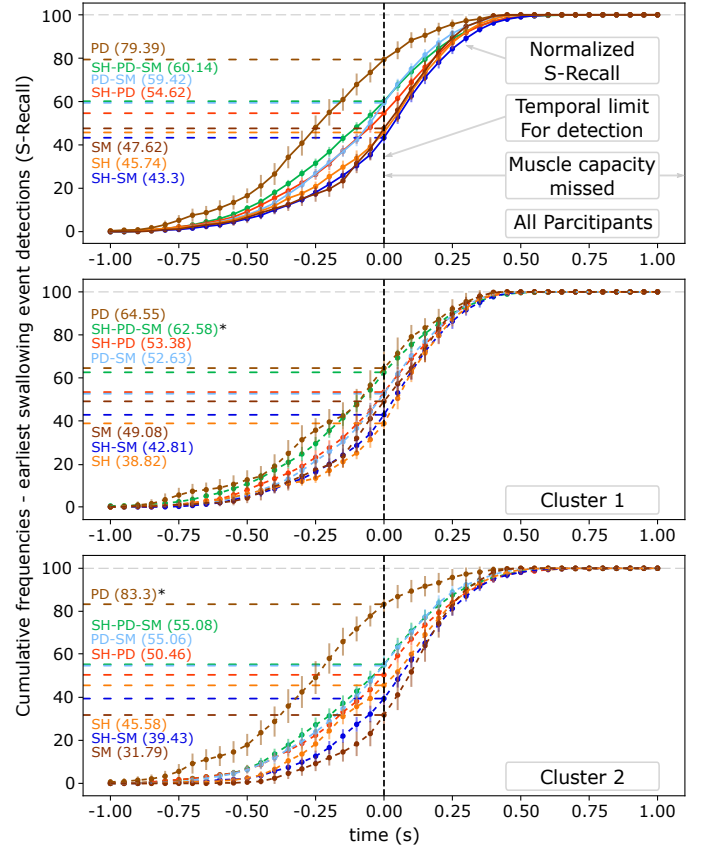 Cumulative frequencies - earliest swallowing event detections (S-Recall)
100
80
60
40
20
0
PD (79.39)
SH-PD-SM (60.14)
PD-SM (59.42)
SH-PD (54.62)
SM (47.62)
SH (45.74)
SH-SM (43.3)
Normalized
S-Recall
Temporal limit
For detection
Muscle capacity
missed
All Parcitipants
-1.00 -0.75 -0.50 -0.25 0.00 0.25 0.50 0.75 1.00
100
80
60
40
20
0
PD (64.55)
SH-PD-SM (62.58)*
SH-PD (53.38)
PD-SM (52.63)
SM (49.08)
SH-SM (42.81)
SH (38.82)
Cluster 1
-1.00 -0.75 -0.50 -0.25 0.00 0.25 0.50 0.75 1.00
100
80
60
40
20
0
PD (83.3)*
SH-PD-SM (55.08)
PD-SM (55.06)
SH-PD (50.46)
SH (45.58)
SH-SM (39.43)
SM (31.79)
Cluster 2
-1.00 -0.75 -0.50 -0.25 0.00 0.25 0.50 0.75 1.00
time (s)